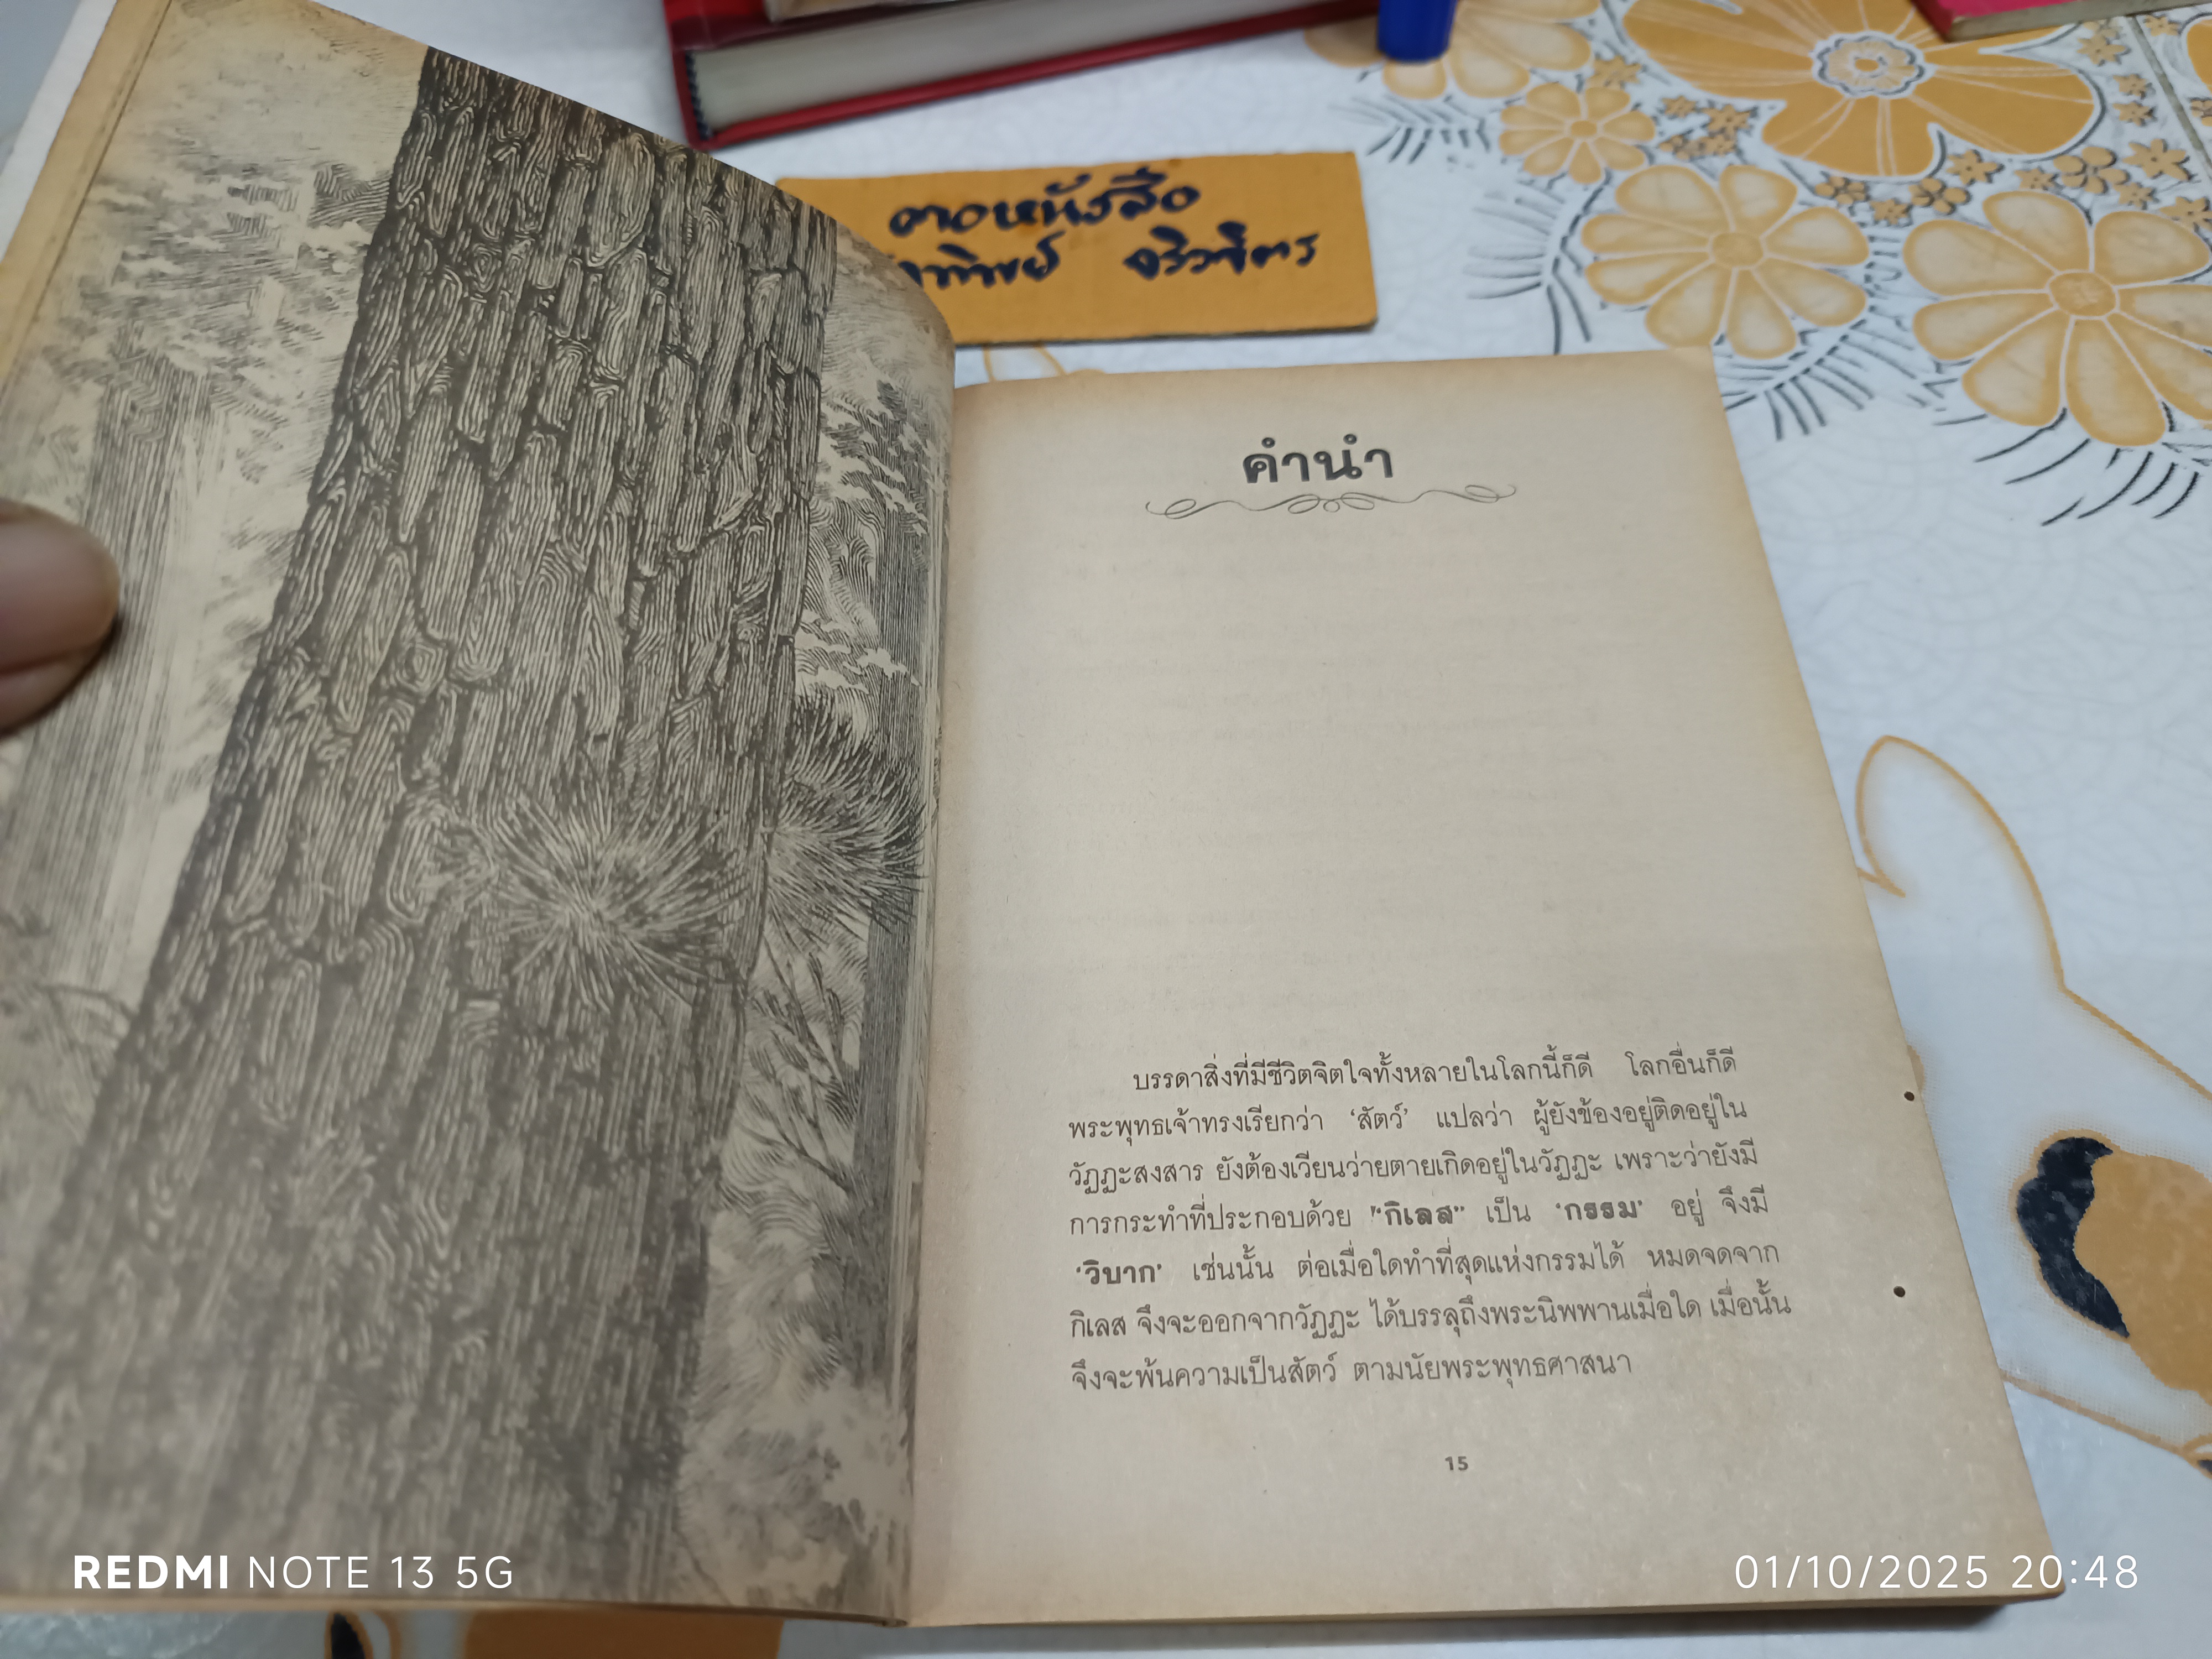 คำนำ
บรรดาสิ่งที่มีชีวิตจิตใจทั้งหลายในโลกนี้ก็ดี โลกอื่นก็ดี
พระพุทธเจ้าทรงเรียกว่า ‘สัตว์’ แปลว่า ผู้ยังข้องอยู่ติดอยู่ใน
วัฏฏะสงสาร ยังต้องเวียนว่ายตายเกิดอยู่ในวัฏฏะ เพราะว่ายังมี
การกระทำที่ประกอบด้วย "กิเลส" เป็น ‘กรรม’ อยู่ จึงมี
‘วิบาก’ เช่นนั้น ต่อเมื่อใดทำที่สุดแห่งกรรมได้ หมดจดจาก
กิเลส จึงจะออกจากวัฏฏะ ได้บรรลุถึงพระนิพพานเมื่อใด เมื่อนั้น
จึงจะพ้นความเป็นสัตว์ ตามนัยพระพุทธศาสนา
15
REDMI NOTE 13 5G
01/10/2025 20:48